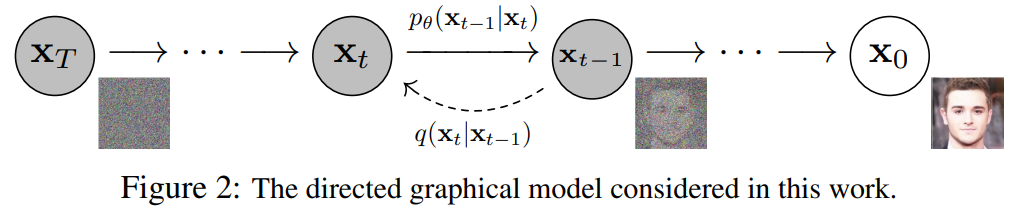 p_θ(x_{t−1}|x_t)
x_T → ⋯ → x_t → x_{t−1} → ⋯ → x_0
q(x_t|x_{t−1})
Figure 2: The directed graphical model considered in this work.